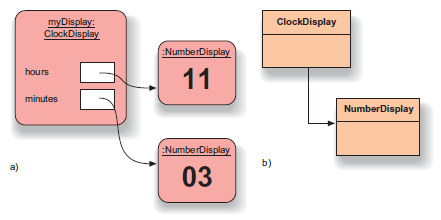 myDisplay:
ClockDisplay
hours
minutes
:NumberDisplay
11
:NumberDisplay
03
a)
ClockDisplay
NumberDisplay
b)